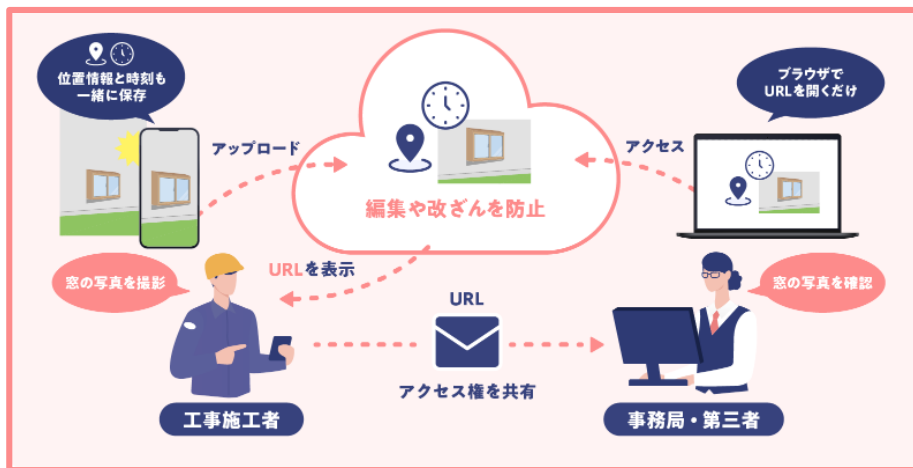 位置情報と時刻も
一緒に保存
ブラウザで
URLを開くだけ
アップロード
アクセス
編集や改ざんを防止
URLを表示
窓の写真を撮影
窓の写真を確認
URL
アクセス権を共有
工事施工者
事務局・第三者